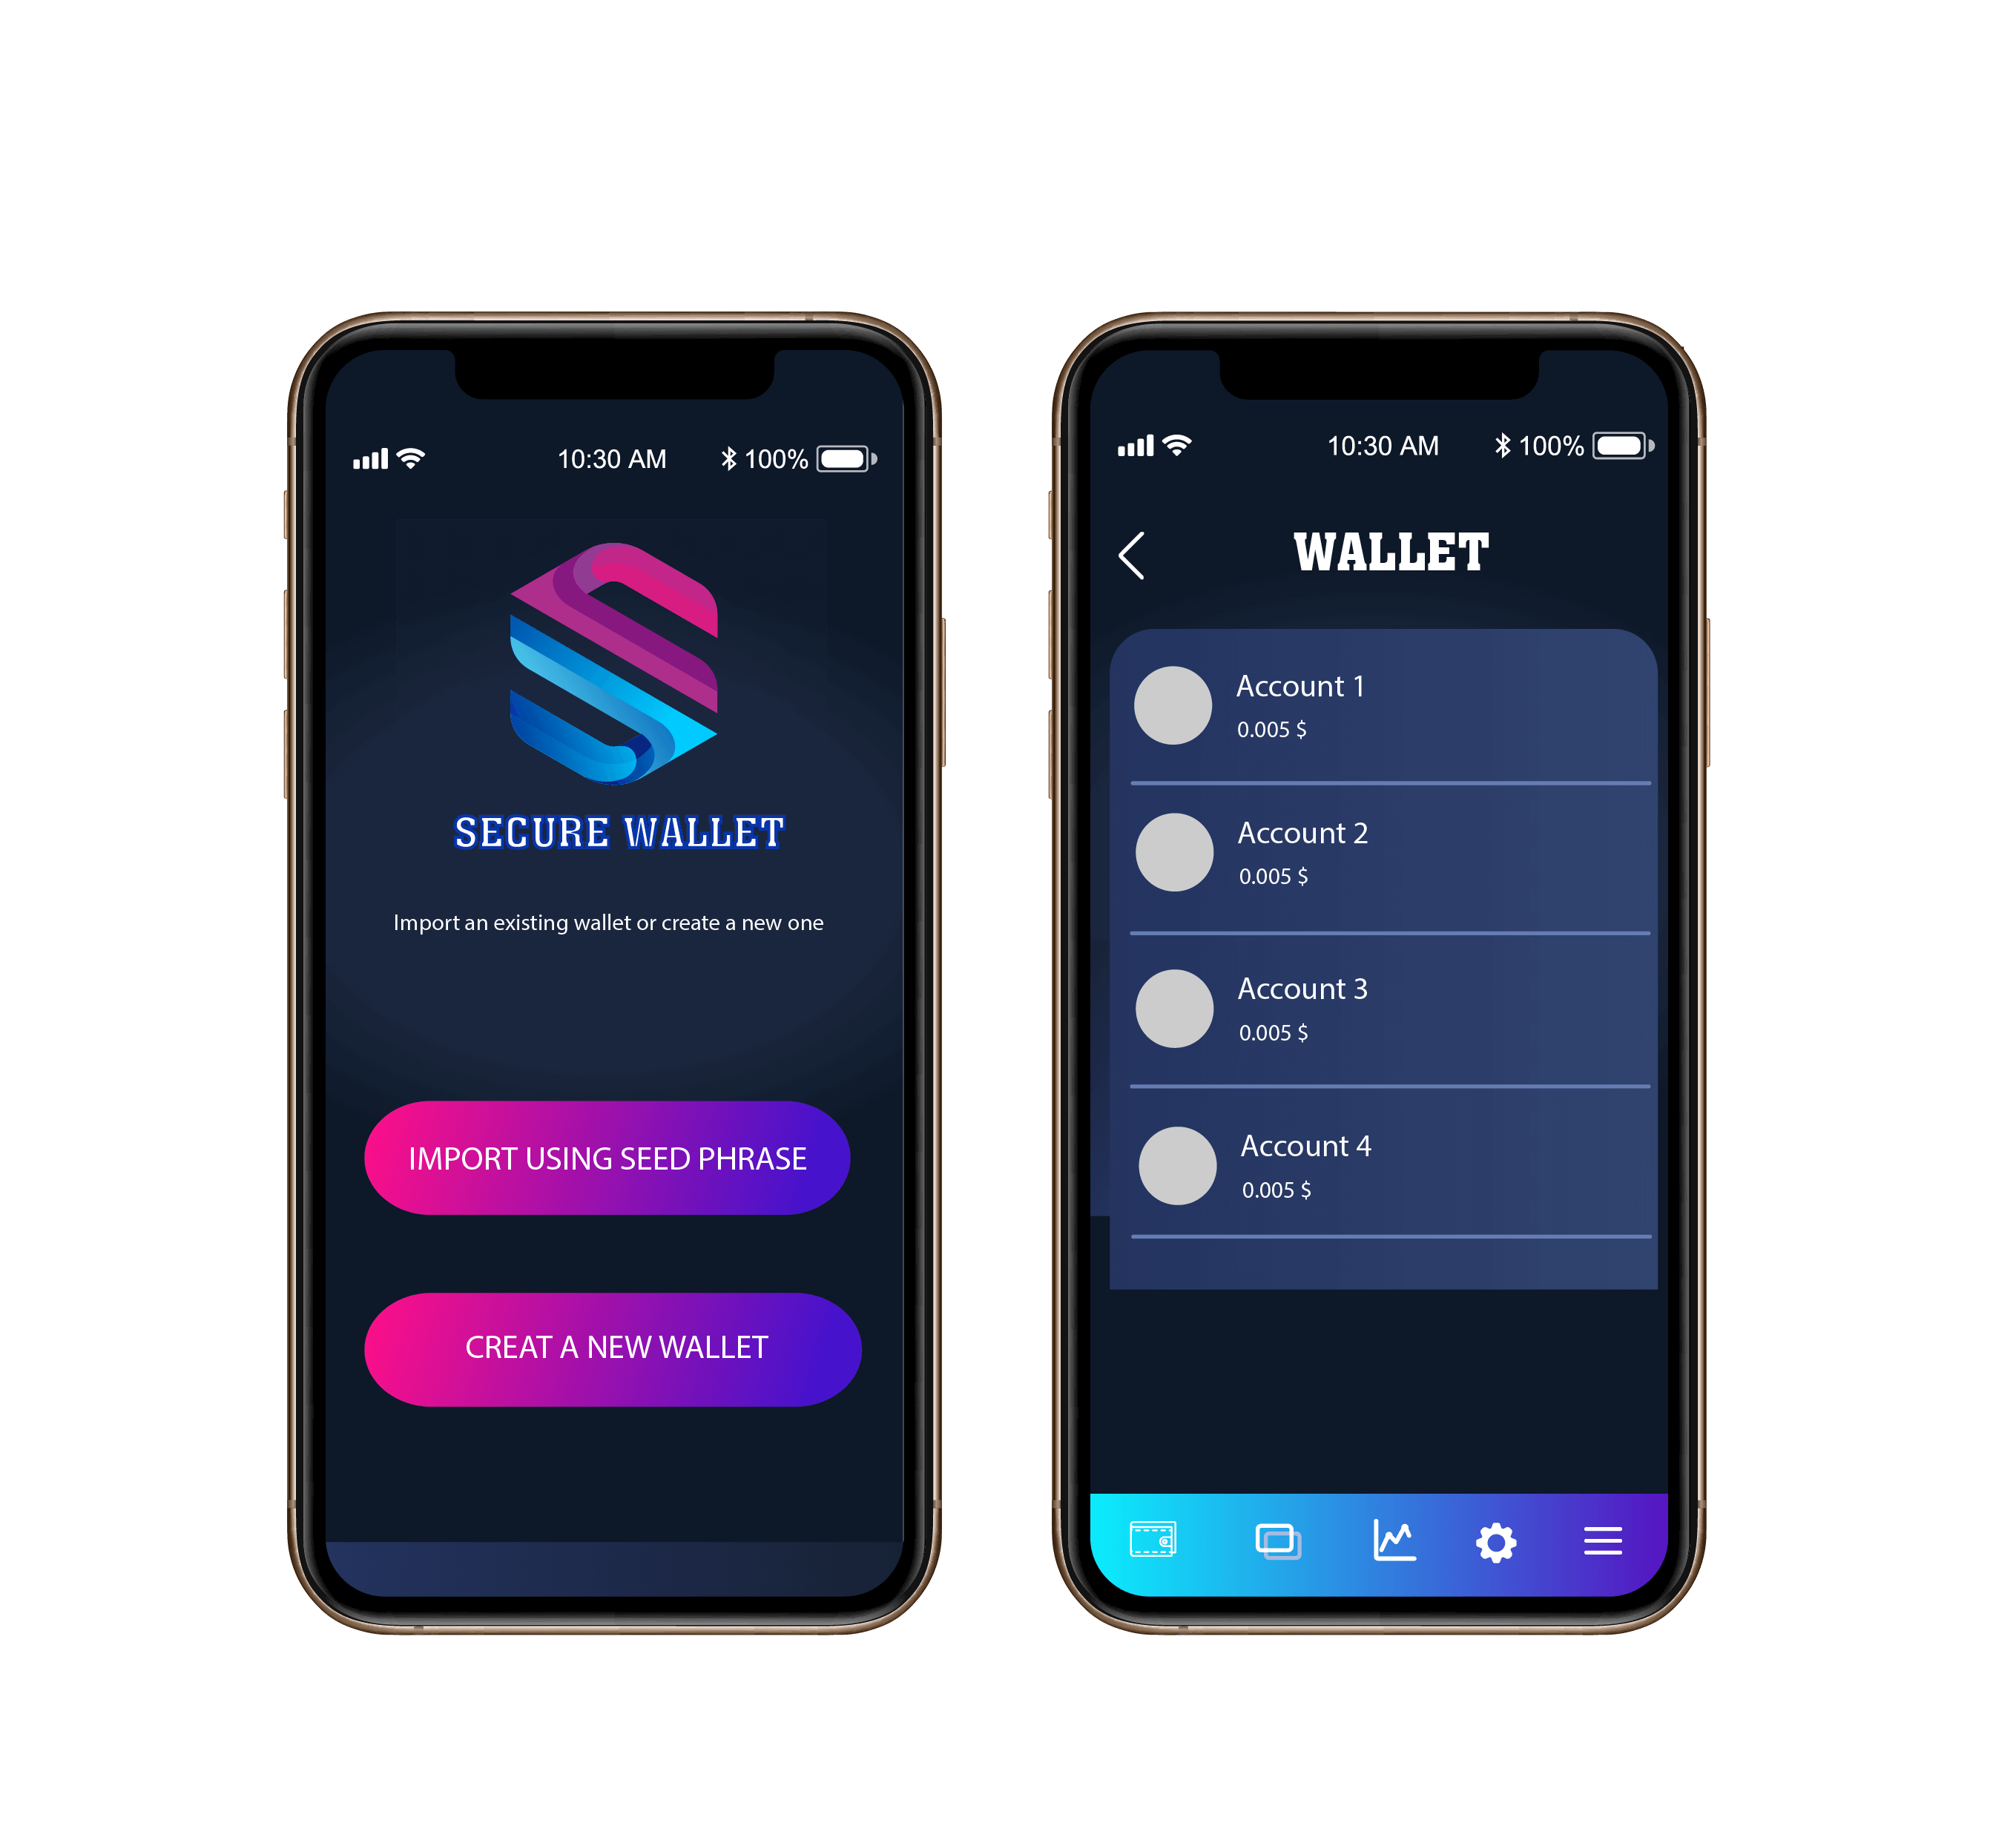 10:30 AM
100%
SECURE WALLET
Import an existing wallet or create a new one
IMPORT USING SEED PHRASE
CREAT A NEW WALLET
10:30 AM
100%
WALLET
Account 1
0.005 $
Account 2
0.005 $
Account 3
0.005 $
Account 4
0.005 $